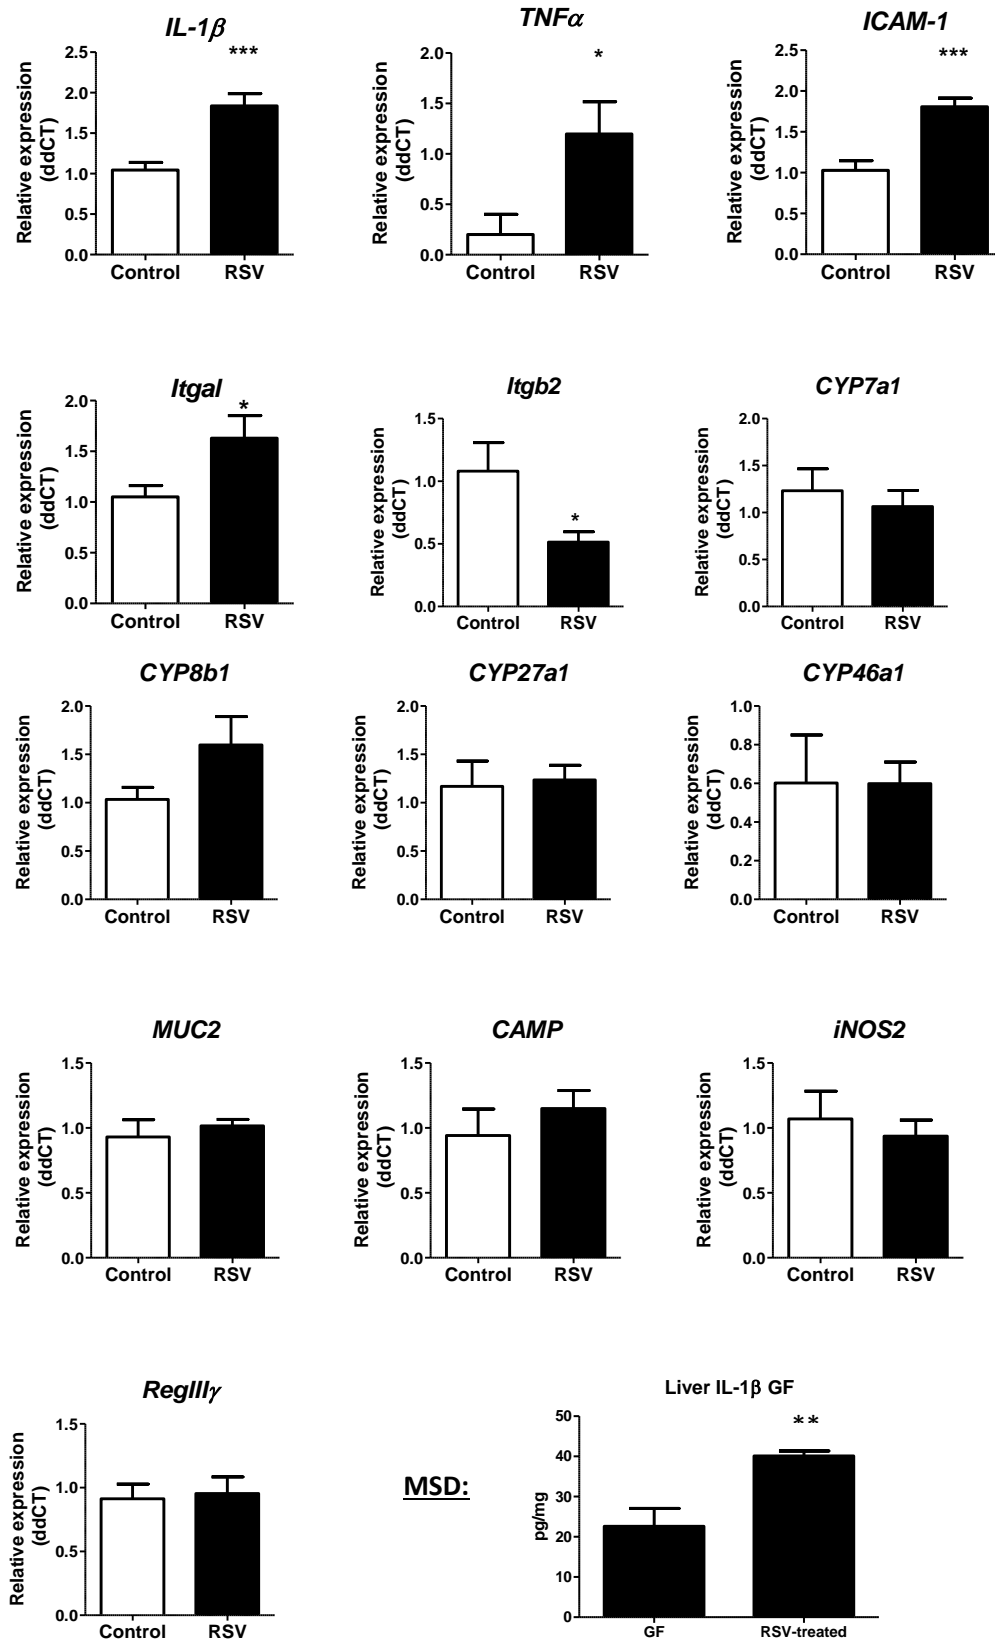 IL-1β
***
Relative expression
(ddCT)
2.5
2.0
1.5
1.0
0.5
0.0
Control RSV
TNFα
*
Relative expression
(ddCT)
2.0
1.5
1.0
0.5
0.0
Control RSV
ICAM-1
***
Relative expression
(ddCT)
2.5
2.0
1.5
1.0
0.5
0.0
Control RSV
Itgal
*
Relative expression
(ddCT)
2.0
1.5
1.0
0.5
0.0
Control RSV
Itgb2
*
Relative expression
(ddCT)
1.5
1.0
0.5
0.0
Control RSV
CYP7a1
Relative expression
(ddCT)
2.0
1.5
1.0
0.5
0.0
Control RSV
CYP8b1
Relative expression
(ddCT)
2.0
1.5
1.0
0.5
0.0
Control RSV
CYP27a1
Relative expression
(ddCT)
2.0
1.5
1.0
0.5
0.0
Control RSV
CYP46a1
Relative expression
(ddCT)
1.0
0.8
0.6
0.4
0.2
0.0
Control RSV
MUC2
Relative expression
(ddCT)
1.5
1.0
0.5
0.0
Control RSV
CAMP
Relative expression
(ddCT)
1.5
1.0
0.5
0.0
Control RSV
iNOS2
Relative expression
(ddCT)
1.5
1.0
0.5
0.0
Control RSV
RegIIIγ
Relative expression
(ddCT)
1.5
1.0
0.5
0.0
Control RSV
MSD:
Liver IL-1β GF
**
pg/mg
50
40
30
20
10
0
GF RSV-treated